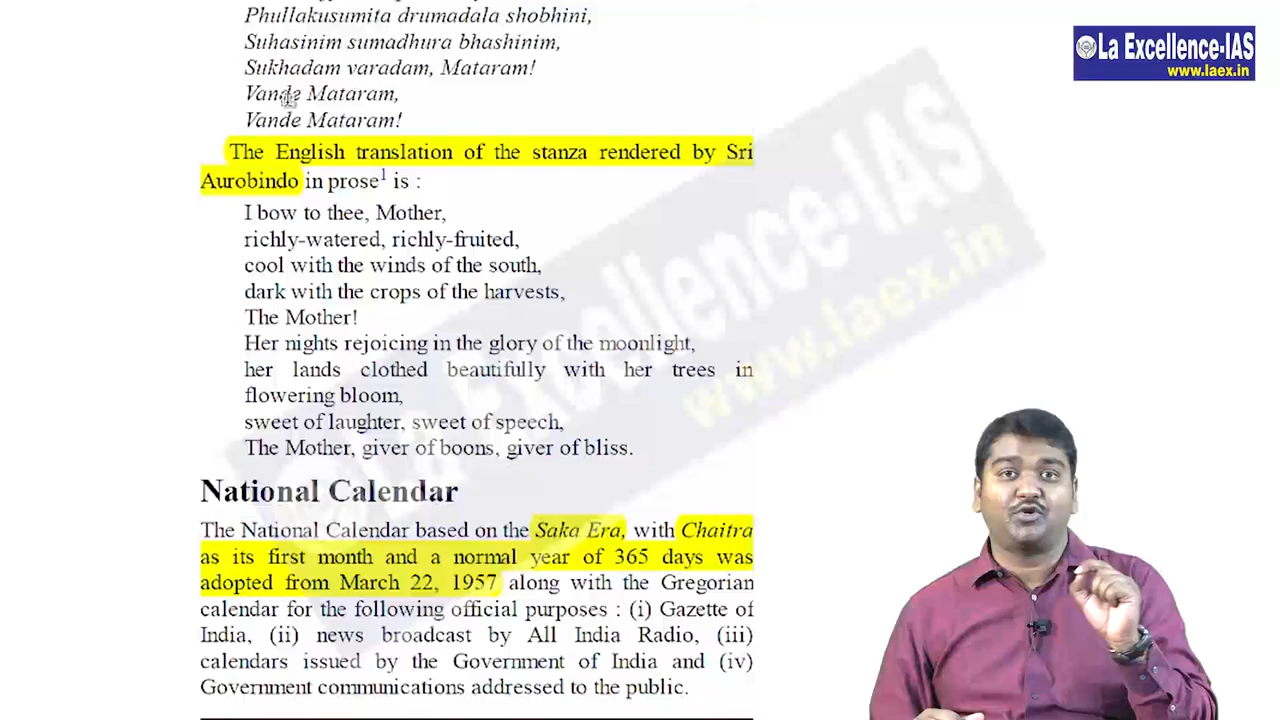 Phullakusumita drumadala shobhini,
Suhasinim sumadhura bhashinim,
Sukhadam varadam, Mataram!
Vande Mataram,
Vande Mataram!
The English translation of the stanza rendered by Sri
Aurobindo in prose1 is :
I bow to thee, Mother,
richly-watered, richly-fruited,
cool with the winds of the south,
dark with the crops of the harvests,
The Mother!
Her nights rejoicing in the glory of the moonlight,
her lands clothed beautifully with her trees in
flowering bloom,
sweet of laughter, sweet of speech,
The Mother, giver of boons, giver of bliss.
National Calendar
The National Calendar based on the Saka Era, with Chaitra
as its first month and a normal year of 365 days was
adopted from March 22, 1957 along with the Gregorian
calendar for the following official purposes : (i) Gazette of
India, (ii) news broadcast by All India Radio, (iii)
calendars issued by the Government of India and (iv)
Government communications addressed to the public.
La Excellence-IAS
www.laex.in
La Excellence-IAS
www.laex.in